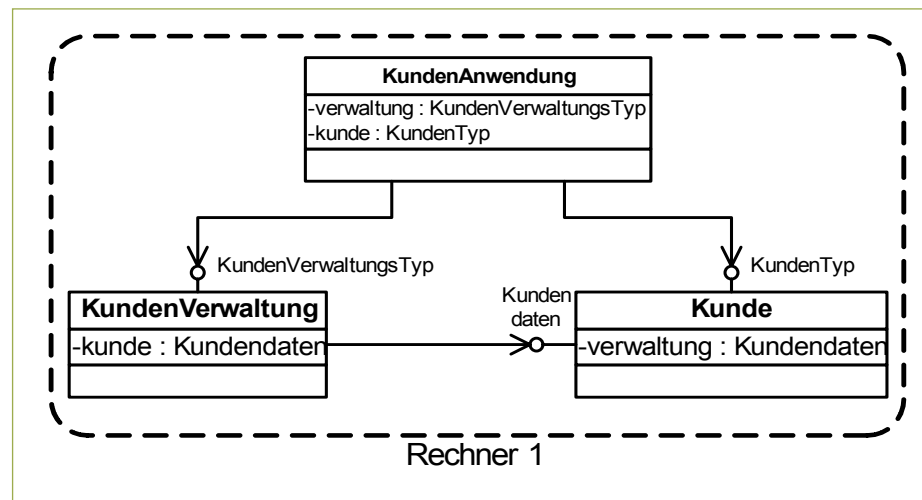 KundenAnwendung
-verwaltung : KundenVerwaltungsTyp
-kunde : KundenTyp
KundenVerwaltungsTyp
KundenTyp
KundenVerwaltung
-kunde : Kundendaten
Kunden
daten
Kunde
-verwaltung : Kundendaten
Rechner 1